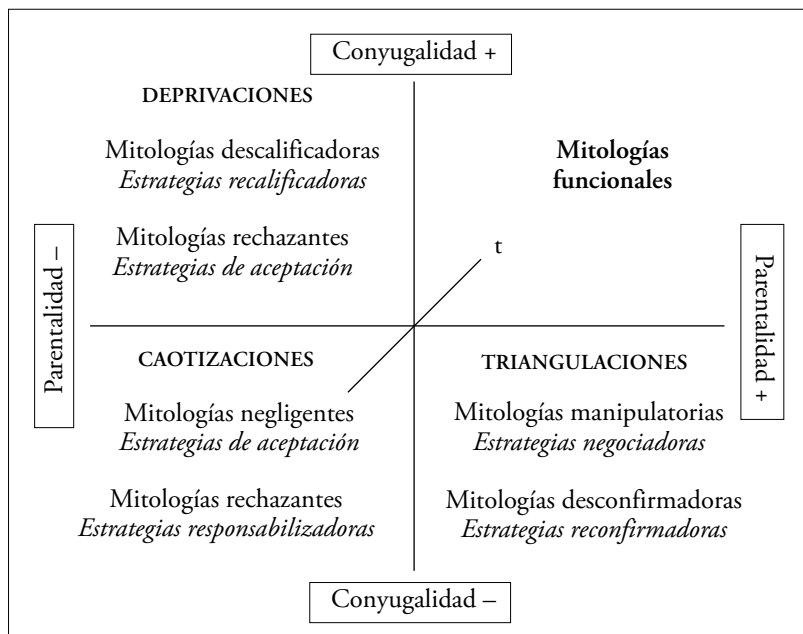 Conyugalidad +
DEPRIVACIONES
Mitologías descalificadoras
Estrategias recalificadoras
Mitologías rechazantes
Estrategias de aceptación
Mitologías
funcionales
t
Parentalidad –
Parentalidad +
CAOTIZACIONES
Mitologías negligentes
Estrategias de aceptación
Mitologías rechazantes
Estrategias responsabilizadoras
TRIANGULACIONES
Mitologías manipulatorias
Estrategias negociadoras
Mitologías desconfirmadoras
Estrategias reconfirmadoras
Conyugalidad –